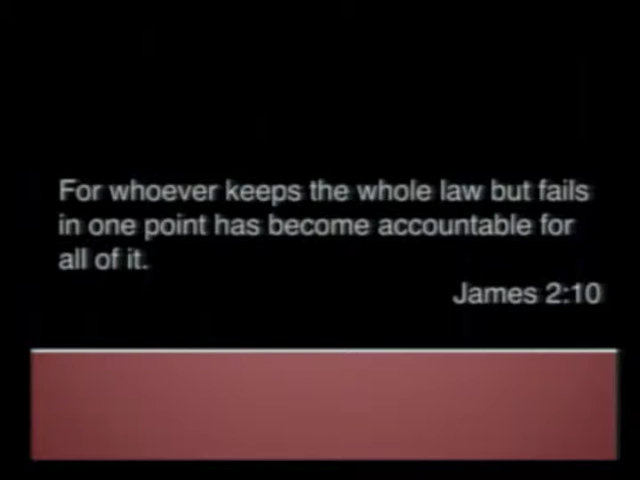 For whoever keeps the whole law but fails
in one point has become accountable for
all of it.
James 2:10